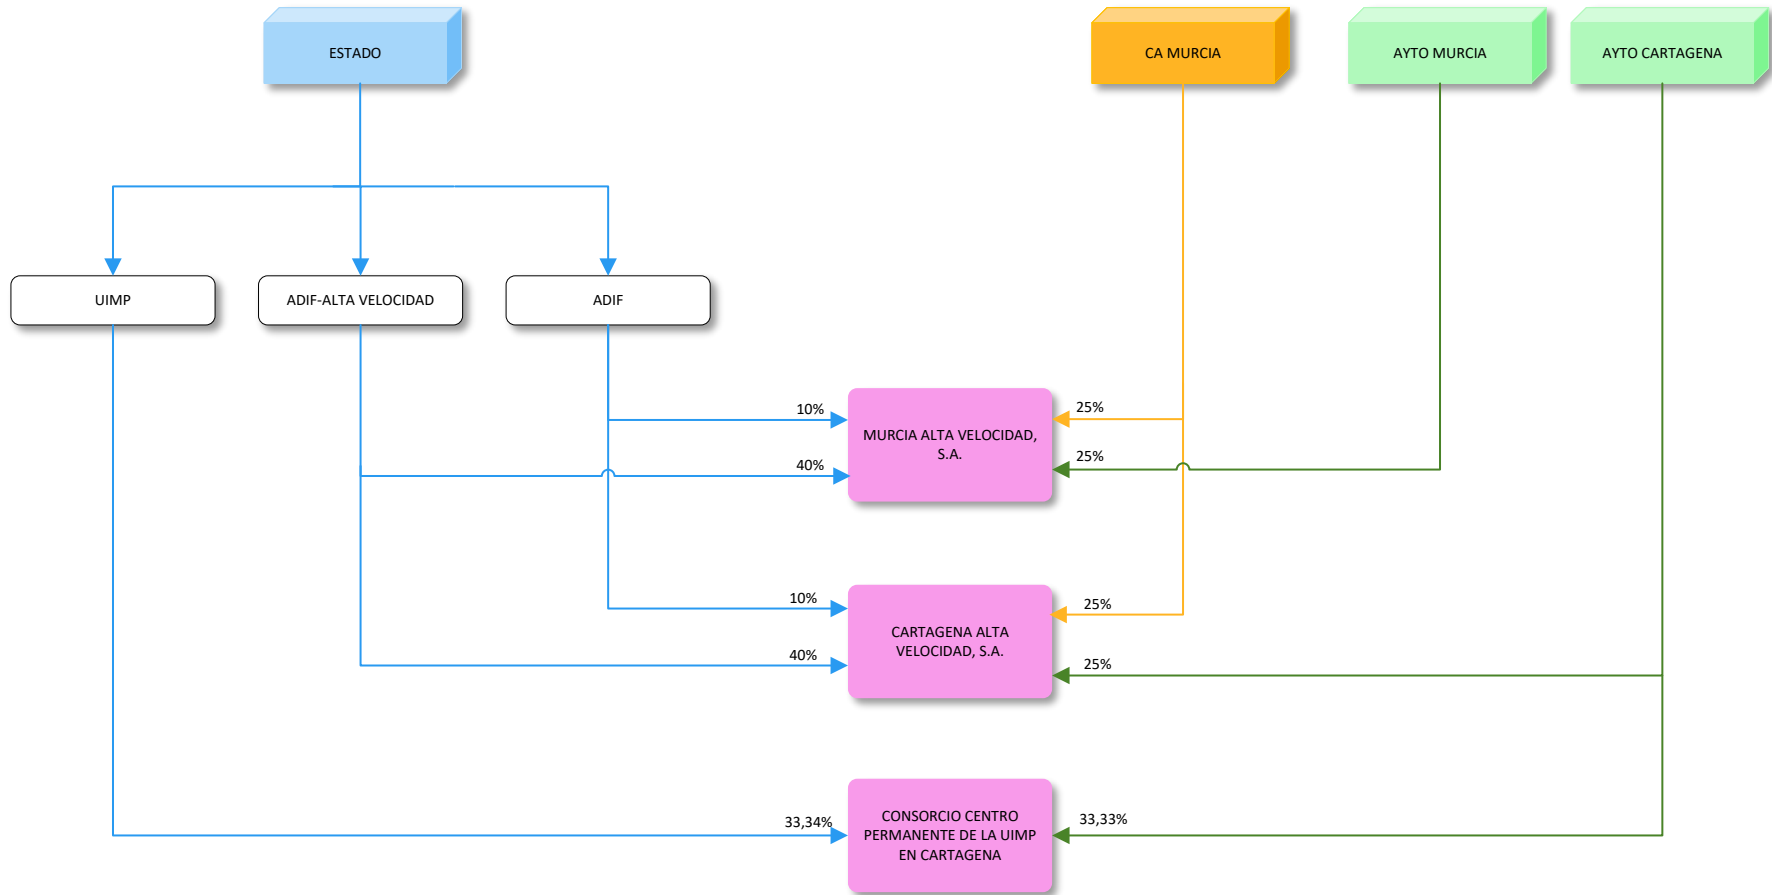 ESTADO
CA MURCIA
AYTO MURCIA
AYTO CARTAGENA
UIMP
ADIF-ALTA VELOCIDAD
ADIF
10%
25%
MURCIA ALTA VELOCIDAD,
S.A.
40%
25%
10%
25%
CARTAGENA ALTA
VELOCIDAD, S.A.
40%
25%
33,34%
CONSORCIO CENTRO
PERMANENTE DE LA UIMP
EN CARTAGENA
33,33%